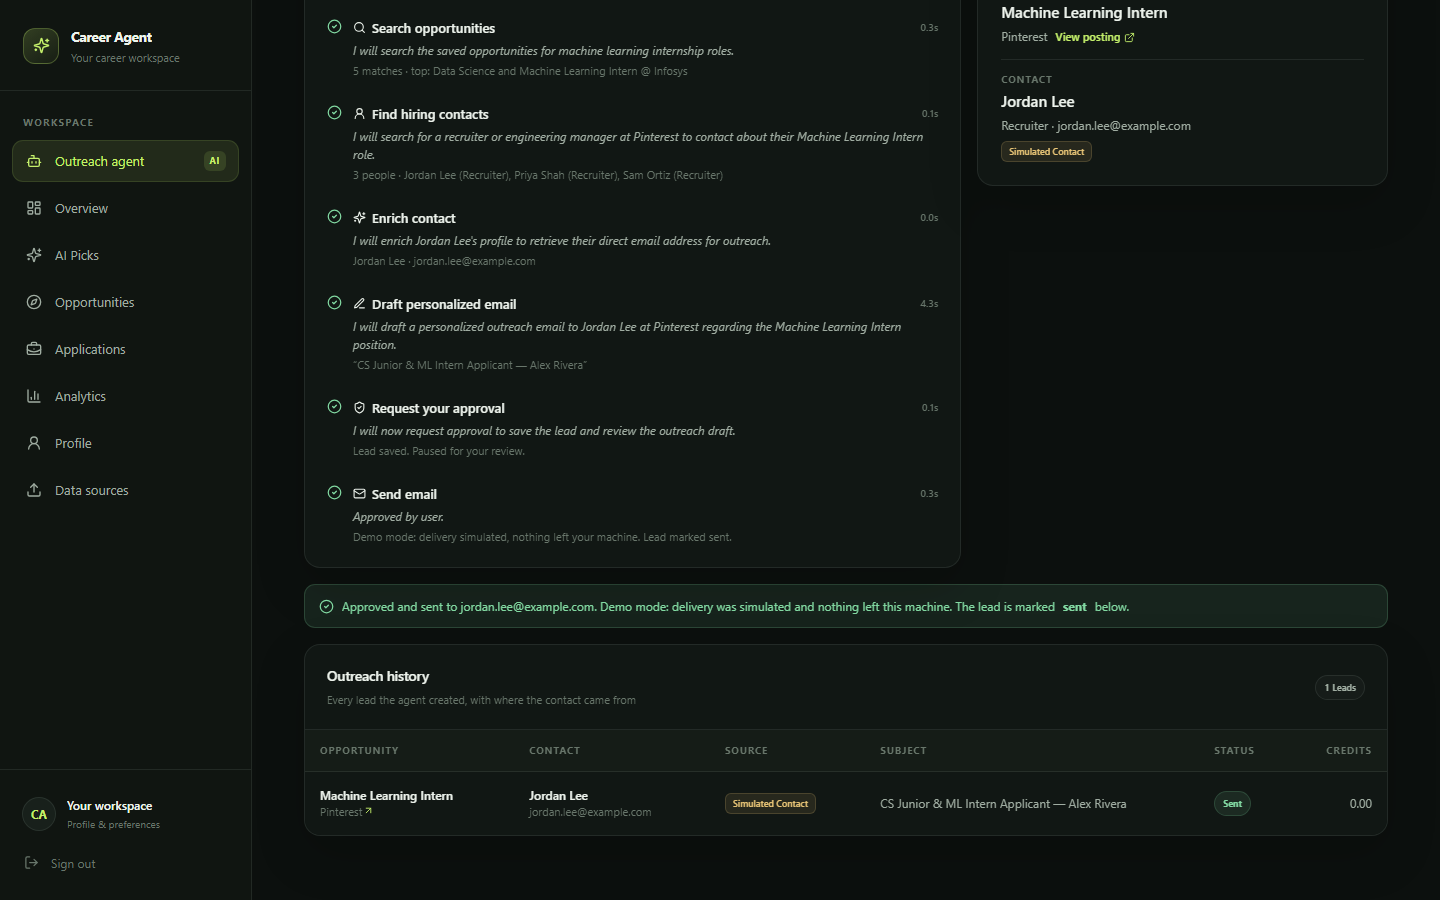 Career Agent
Your career workspace
WORKSPACE
Outreach agent
AI
Overview
AI Picks
Opportunities
Applications
Analytics
Profile
Data sources
CA
Your workspace
Profile & preferences
Sign out
Search opportunities
0.3s
I will search the saved opportunities for machine learning internship roles.
5 matches · top: Data Science and Machine Learning Intern @ Infosys
Find hiring contacts
0.1s
I will search for a recruiter or engineering manager at Pinterest to contact about their Machine Learning Intern
role.
3 people · Jordan Lee (Recruiter), Priya Shah (Recruiter), Sam Ortiz (Recruiter)
Enrich contact
0.0s
I will enrich Jordan Lee's profile to retrieve their direct email address for outreach.
Jordan Lee · jordan.lee@example.com
Draft personalized email
4.3s
I will draft a personalized outreach email to Jordan Lee at Pinterest regarding the Machine Learning Intern
position.
"CS Junior & ML Intern Applicant — Alex Rivera"
Request your approval
0.1s
I will now request approval to save the lead and review the outreach draft.
Lead saved. Paused for your review.
Send email
0.3s
Approved by user.
Demo mode: delivery simulated, nothing left your machine. Lead marked sent.
Machine Learning Intern
Pinterest View posting
CONTACT
Jordan Lee
Recruiter · jordan.lee@example.com
Simulated Contact
Approved and sent to jordan.lee@example.com. Demo mode: delivery was simulated and nothing left this machine. The lead is marked sent below.
Outreach history
Every lead the agent created, with where the contact came from
1 Leads
OPPORTUNITY CONTACT SOURCE SUBJECT STATUS CREDITS
Machine Learning Intern
Pinterest
Jordan Lee
jordan.lee@example.com
Simulated Contact
CS Junior & ML Intern Applicant — Alex Rivera
Sent
0.00